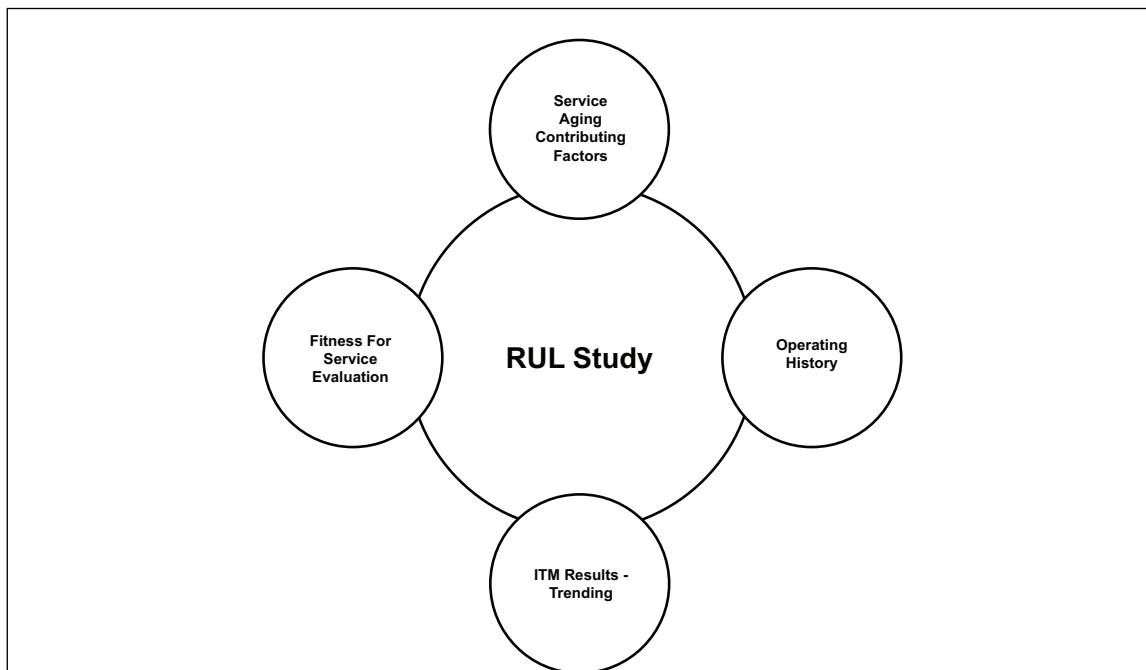 Service
Aging
Contributing
Factors
Fitness For
Service
Evaluation
RUL Study
Operating
History
ITM Results -
Trending